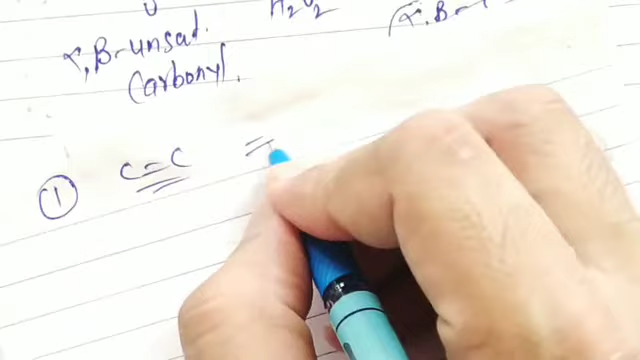 H₂O₂
α,β-unsat.
Carbonyl.
① C=C =